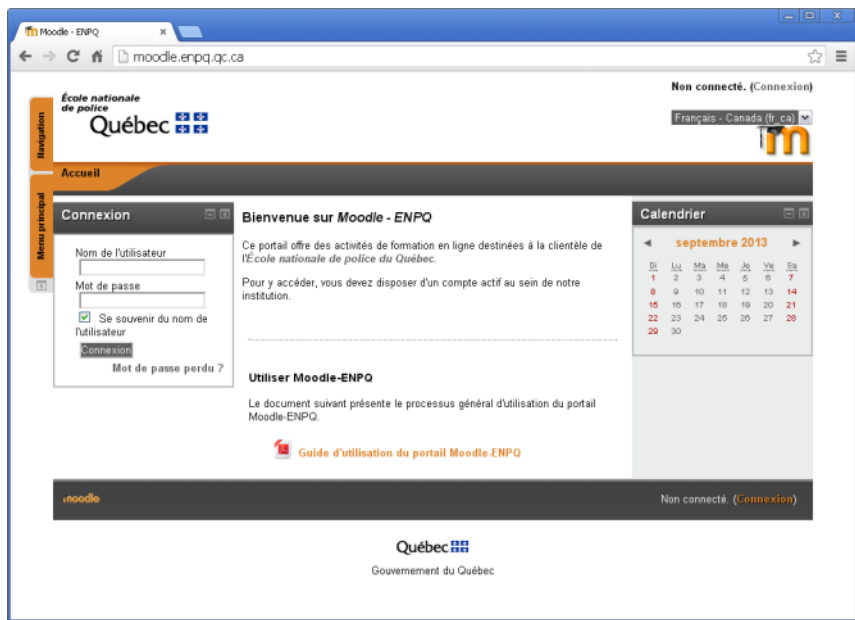 Moodle - ENPQ
moodle.enpq.qc.ca
Non connecté. (Connexion)
École nationale
de police
Québec
Français - Canada (fr_ca)
m
Navigation
Menu principal
Accueil
Connexion
Nom de l'utilisateur
Mot de passe
Se souvenir du nom de
l'utilisateur
Connexion
Mot de passe perdu ?
Bienvenue sur Moodle - ENPQ
Ce portail offre des activités de formation en ligne destinées à la clientèle de
l'École nationale de police du Québec.
Pour y accéder, vous devez disposer d'un compte actif au sein de notre
institution.
Utiliser Moodle-ENPQ
Le document suivant présente le processus général d'utilisation du portail
Moodle-ENPQ.
Guide d'utilisation du portail Moodle-ENPQ
Calendrier
◄ septembre 2013 ►
Di Lu Ma Me Je Ve Sa
1 2 3 4 5 6 7
8 9 10 11 12 13 14
15 16 17 18 19 20 21
22 23 24 25 26 27 28
29 30
moodle
Non connecté. (Connexion)
Québec
Gouvernement du Québec